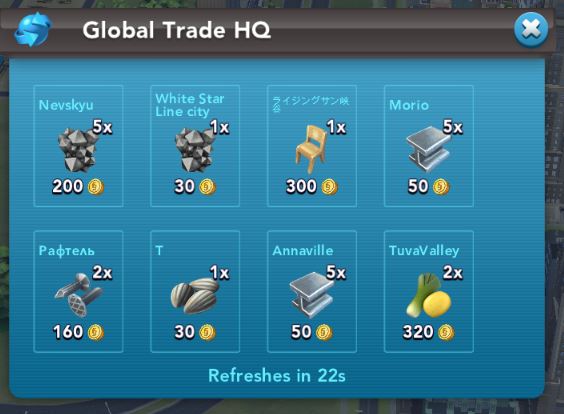 Global Trade HQ
Nevskyu
5x
200
White Star
Line city
1x
30
ライジングサン峡
谷
1x
300
Morio
5x
50
Рафтель
2x
160
T
1x
30
Annaville
5x
50
TuvaValley
2x
320
Refreshes in 22s